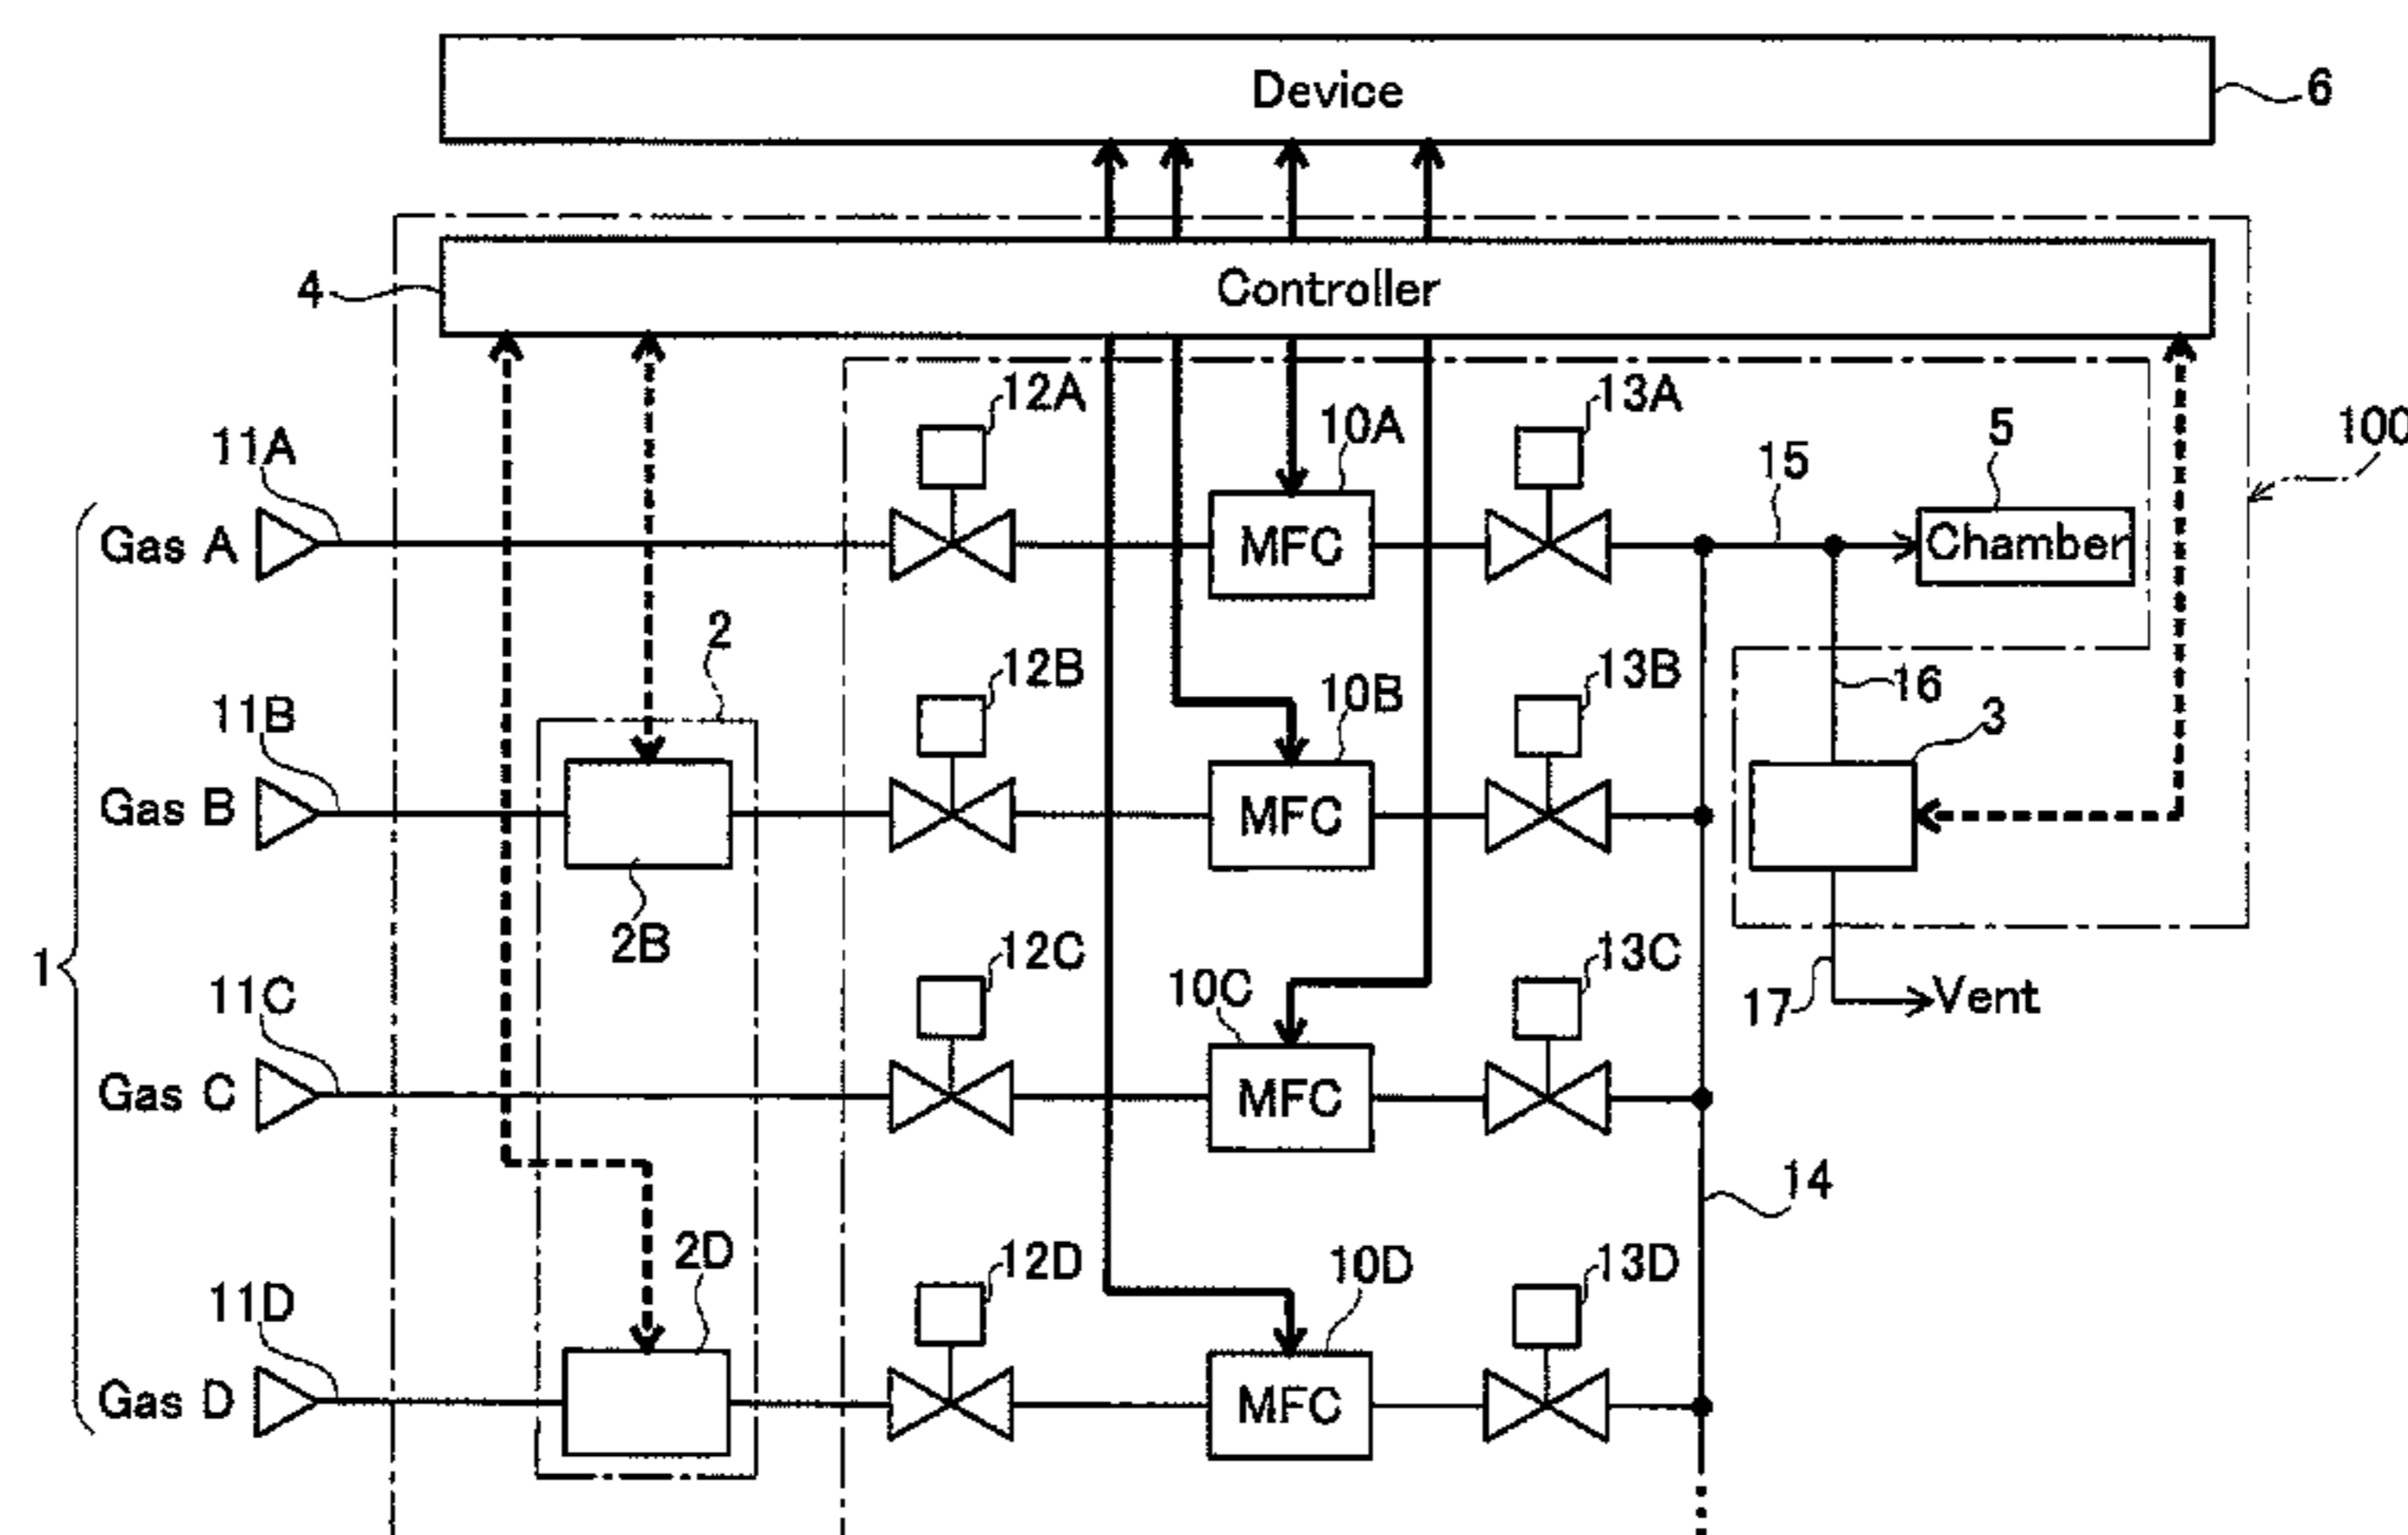 Device
6
4
Controller
12A
13A
10A
5
100
11A
15
Gas A
MFC
Chamber
2
12B
13B
16
10B
11B
3
Gas B
MFC
2B
1
12C
13C
10C
11C
17
Vent
Gas C
MFC
14
2D
12D
10D
13D
11D
Gas D
MFC